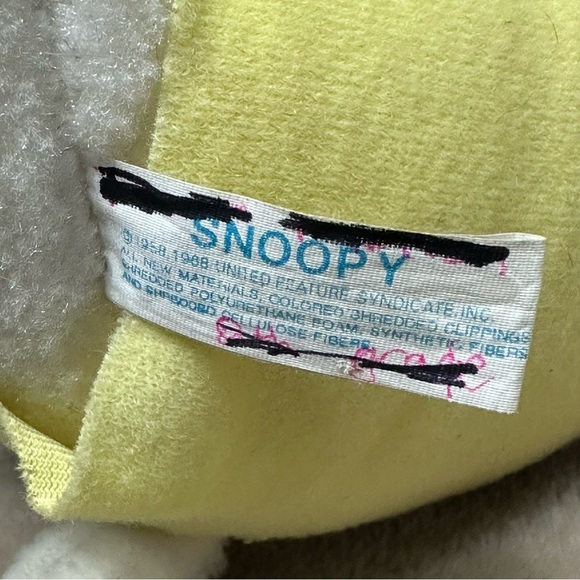 SNOOPY
© 1958, 1968 UNITED FEATURE SYNDICATE, INC.
ALL NEW MATERIALS, COLORED SHREDDED CLIPPINGS
SHREDDED POLYURETHANE FOAM, SYNTHETIC FIBERS
AND SHREDDED CELLULOSE FIBERS